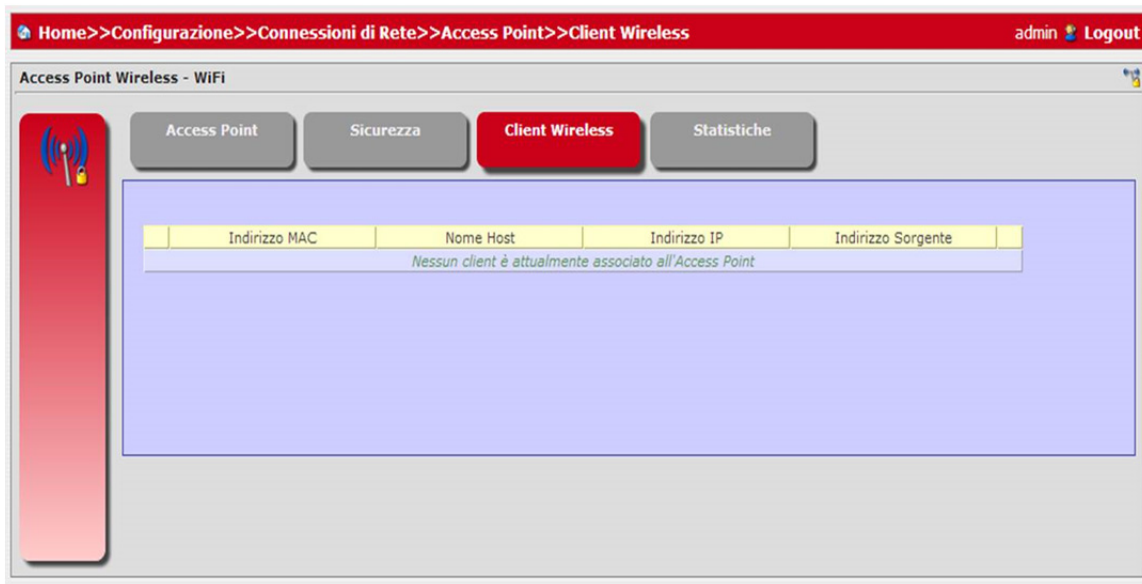 Home>>Configurazione>>Connessioni di Rete>>Access Point>>Client Wireless admin Logout
Access Point Wireless - WiFi
Access Point Sicurezza Client Wireless Statistiche
Indirizzo MAC Nome Host Indirizzo IP Indirizzo Sorgente
Nessun client è attualmente associato all'Access Point